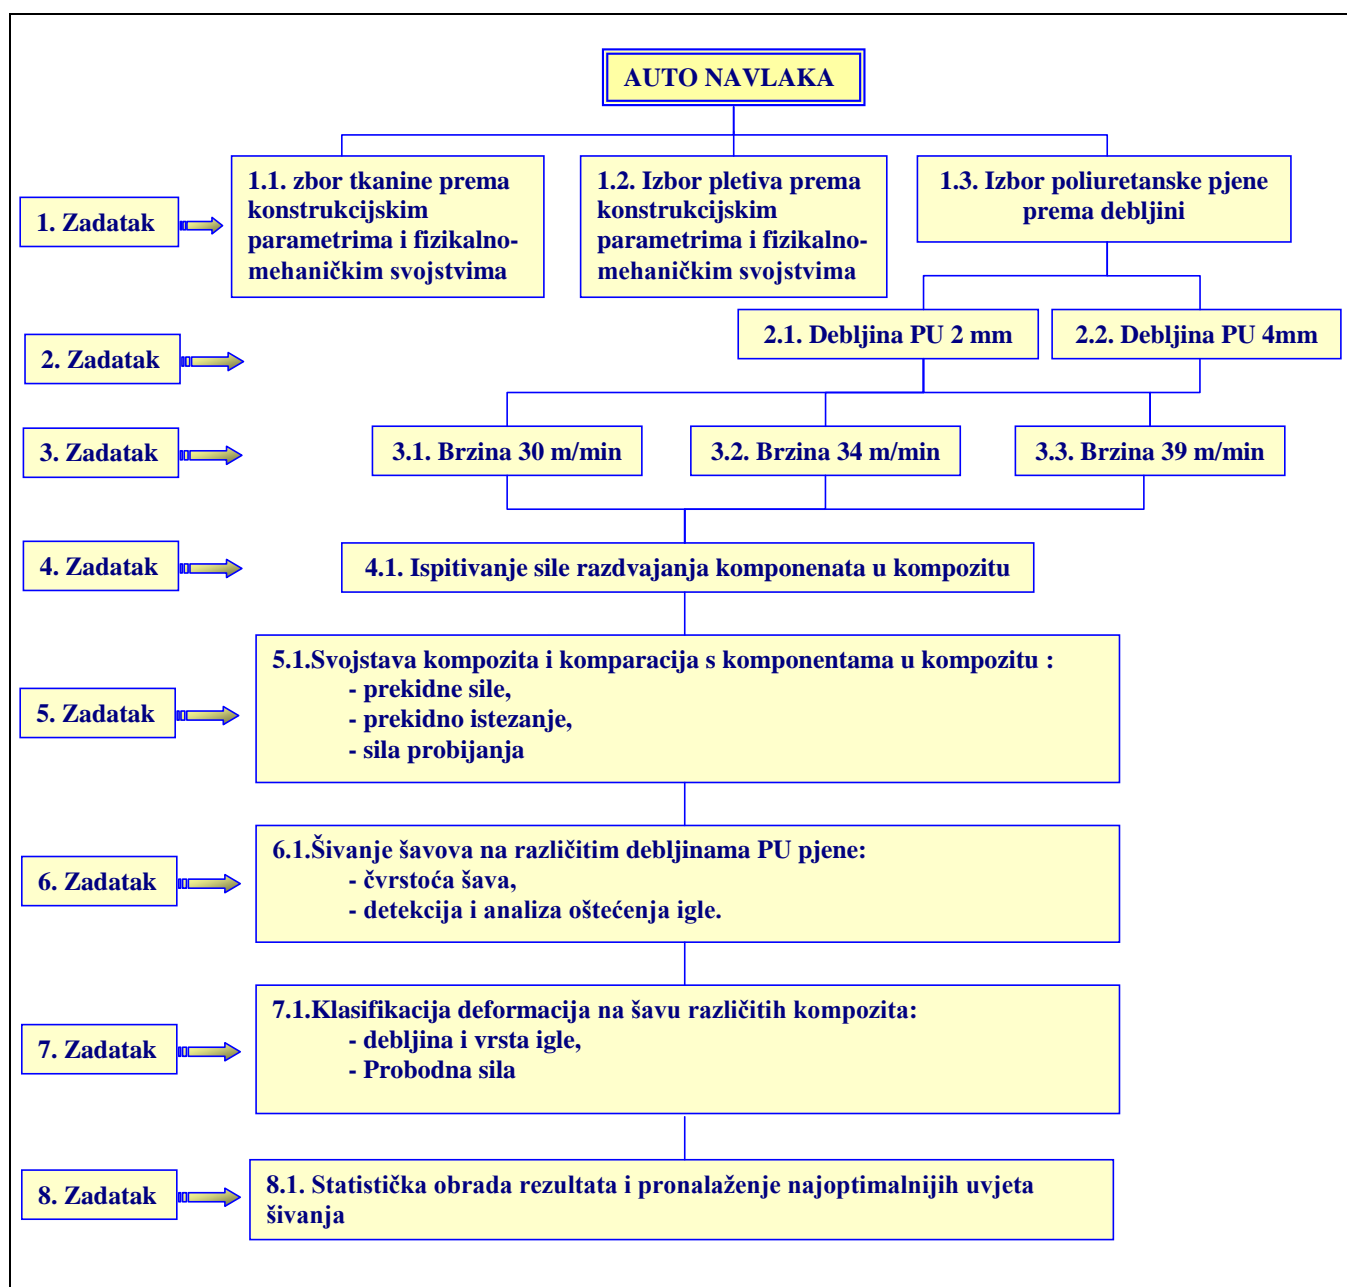 AUTO NAVLAKA
1. Zadatak
1.1. zbor tkanine prema
konstrukcijskim
parametrima i fizikalno-
mehaničkim svojstvima
1.2. Izbor pletiva prema
konstrukcijskim
parametrima i fizikalno-
mehaničkim svojstvima
1.3. Izbor poliuretanske pjene
prema debljini
2. Zadatak
2.1. Debljina PU 2 mm
2.2. Debljina PU 4mm
3. Zadatak
3.1. Brzina 30 m/min
3.2. Brzina 34 m/min
3.3. Brzina 39 m/min
4. Zadatak
4.1. Ispitivanje sile razdvajanja komponenata u kompozitu
5. Zadatak
5.1.Svojstava kompozita i komparacija s komponentama u kompozitu :
- prekidne sile,
- prekidno istezanje,
- sila probijanja
6. Zadatak
6.1.Šivanje šavova na različitim debljinama PU pjene:
- čvrstoća šava,
- detekcija i analiza oštećenja igle.
7. Zadatak
7.1.Klasifikacija deformacija na šavu različitih kompozita:
- debljina i vrsta igle,
- Probodna sila
8. Zadatak
8.1. Statistička obrada rezultata i pronalaženje najoptimalnijih uvjeta
šivanja